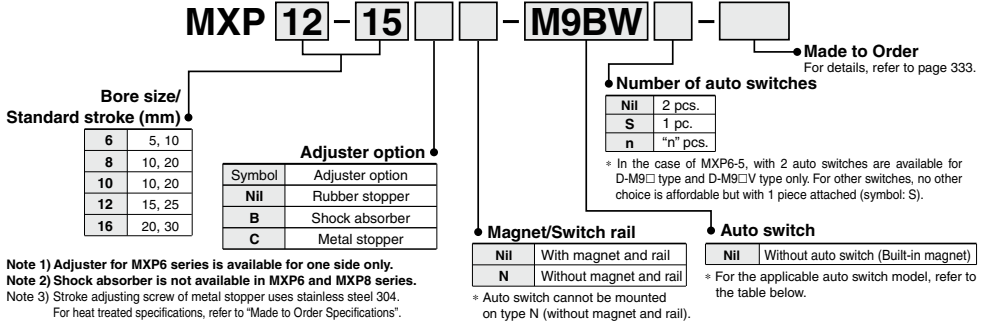 MXP 12 - 15 - M9BW -
Made to Order
For details, refer to page 333.
Number of auto switches
Nil 2 pcs.
S 1 pc.
n "n" pcs.
* In the case of MXP6-5, with 2 auto switches are available for
D-M9□ type and D-M9□V type only. For other switches, no other
choice is affordable but with 1 piece attached (symbol: S).
Bore size/
Standard stroke (mm)
6 5, 10
8 10, 20
10 10, 20
12 15, 25
16 20, 30
Adjuster option
Symbol Adjuster option
Nil Rubber stopper
B Shock absorber
C Metal stopper
Magnet/Switch rail
Nil With magnet and rail
N Without magnet and rail
* Auto switch cannot be mounted
on type N (without magnet and rail).
Auto switch
Nil Without auto switch (Built-in magnet)
* For the applicable auto switch model, refer to
the table below.
Note 1) Adjuster for MXP6 series is available for one side only.
Note 2) Shock absorber is not available in MXP6 and MXP8 series.
Note 3) Stroke adjusting screw of metal stopper uses stainless steel 304.
For heat treated specifications, refer to "Made to Order Specifications".